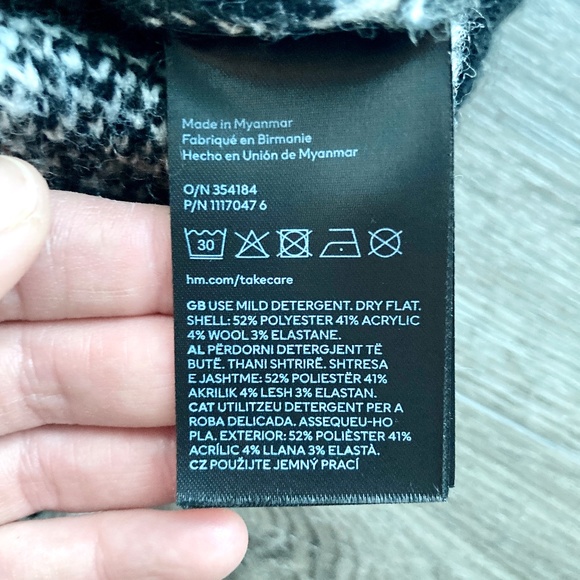 Made in Myanmar
Fabriqué en Birmanie
Hecho en Unión de Myanmar
O/N 354184
P/N 1117047 6
30
hm.com/takecare
GB USE MILD DETERGENT. DRY FLAT.
SHELL: 52% POLYESTER 41% ACRYLIC
4% WOOL 3% ELASTANE.
AL PËRDORNI DETERGJENT TË
BUTË. THANI SHTRIRË. SHTRESA
E JASHTME: 52% POLIESTËR 41%
AKRILIK 4% LESH 3% ELASTAN.
CAT UTILITZEU DETERGENT PER A
ROBA DELICADA. ASSEQUEU-HO
PLA. EXTERIOR: 52% POLIÈSTER 41%
ACRÍLIC 4% LLANA 3% ELASTÀ.
CZ POUŽIJTE JEMNÝ PRACÍ